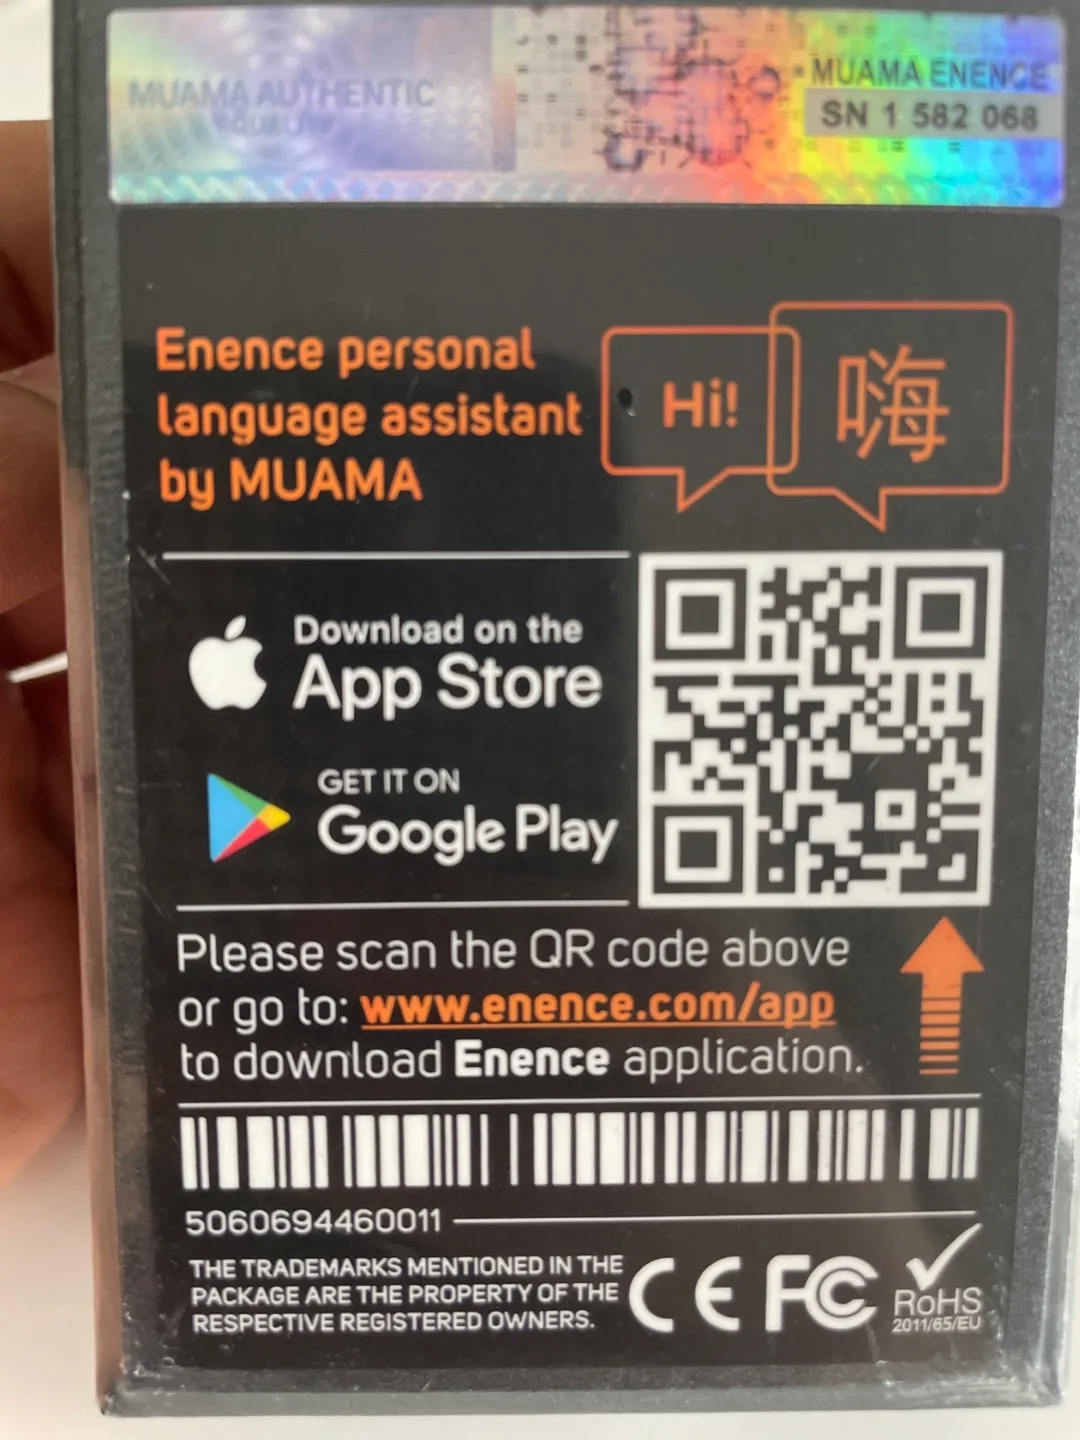 MUAMA AUTHENTIC
QUALITY
MUAMA ENENCE
SN 1 582 068
Enence personal
language assistant
by MUAMA
Hi!
嗨
Download on the
App Store
GET IT ON
Google Play
Please scan the QR code above
or go to: www.enence.com/app
to download Enence application.
5060694460011
THE TRADEMARKS MENTIONED IN THE
PACKAGE ARE THE PROPERTY OF THE
RESPECTIVE REGISTERED OWNERS.
CE FC RoHS
2011/65/EU